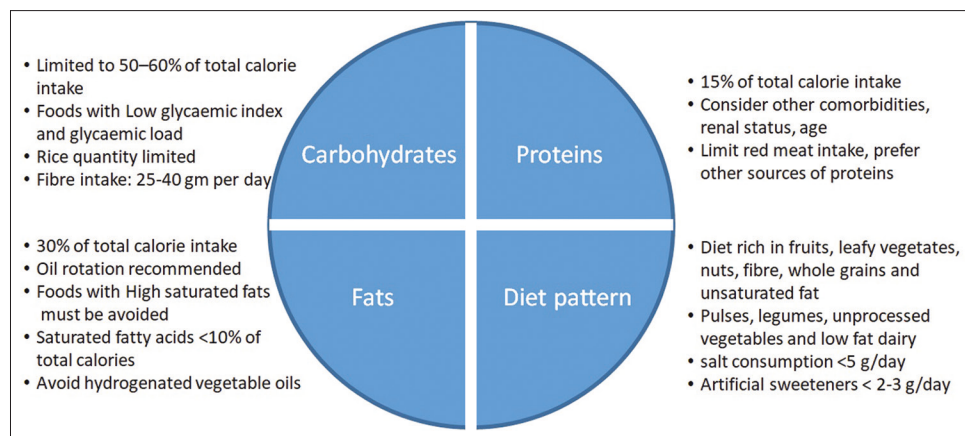 • Limited to 50–60% of total calorie
intake
• Foods with Low glycaemic index
and glycaemic load
• Rice quantity limited
• Fibre intake: 25-40 gm per day
Carbohydrates
Proteins
• 15% of total calorie intake
• Consider other comorbidities,
renal status, age
• Limit red meat intake, prefer
other sources of proteins
• 30% of total calorie intake
• Oil rotation recommended
• Foods with High saturated fats
must be avoided
• Saturated fatty acids <10% of
total calories
• Avoid hydrogenated vegetable oils
Fats
Diet pattern
• Diet rich in fruits, leafy vegetates,
nuts, fibre, whole grains and
unsaturated fat
• Pulses, legumes, unprocessed
vegetables and low fat dairy
• salt consumption <5 g/day
• Artificial sweeteners < 2-3 g/day